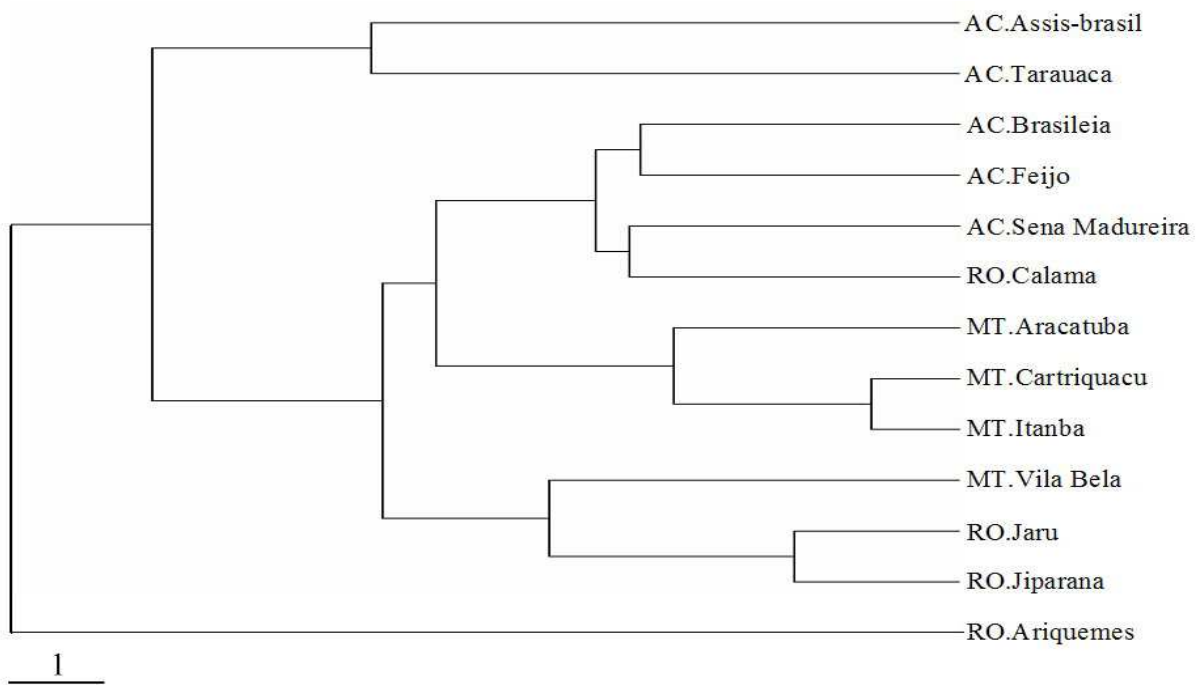 AC.Assis-brasil
AC.Tarauaca
AC.Brasileia
AC.Feijo
AC.Sena Madureira
RO.Calama
MT.Aracatuba
MT.Cartriquacu
MT.Itanba
MT.Vila Bela
RO.Jaru
RO.Jiparana
RO.Ariquemes
1